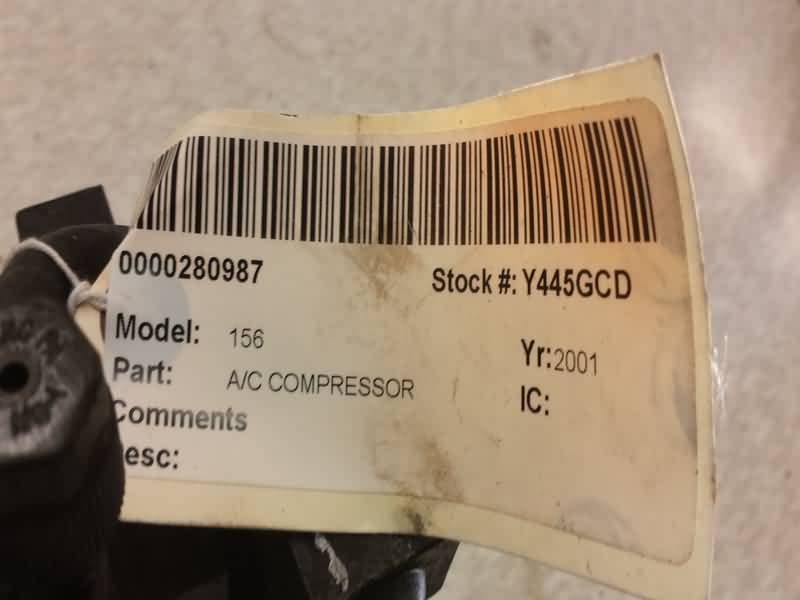 0000280987 Stock #: Y445GCD
Model: 156 Yr: 2001
Part: A/C COMPRESSOR IC:
Comments
esc: